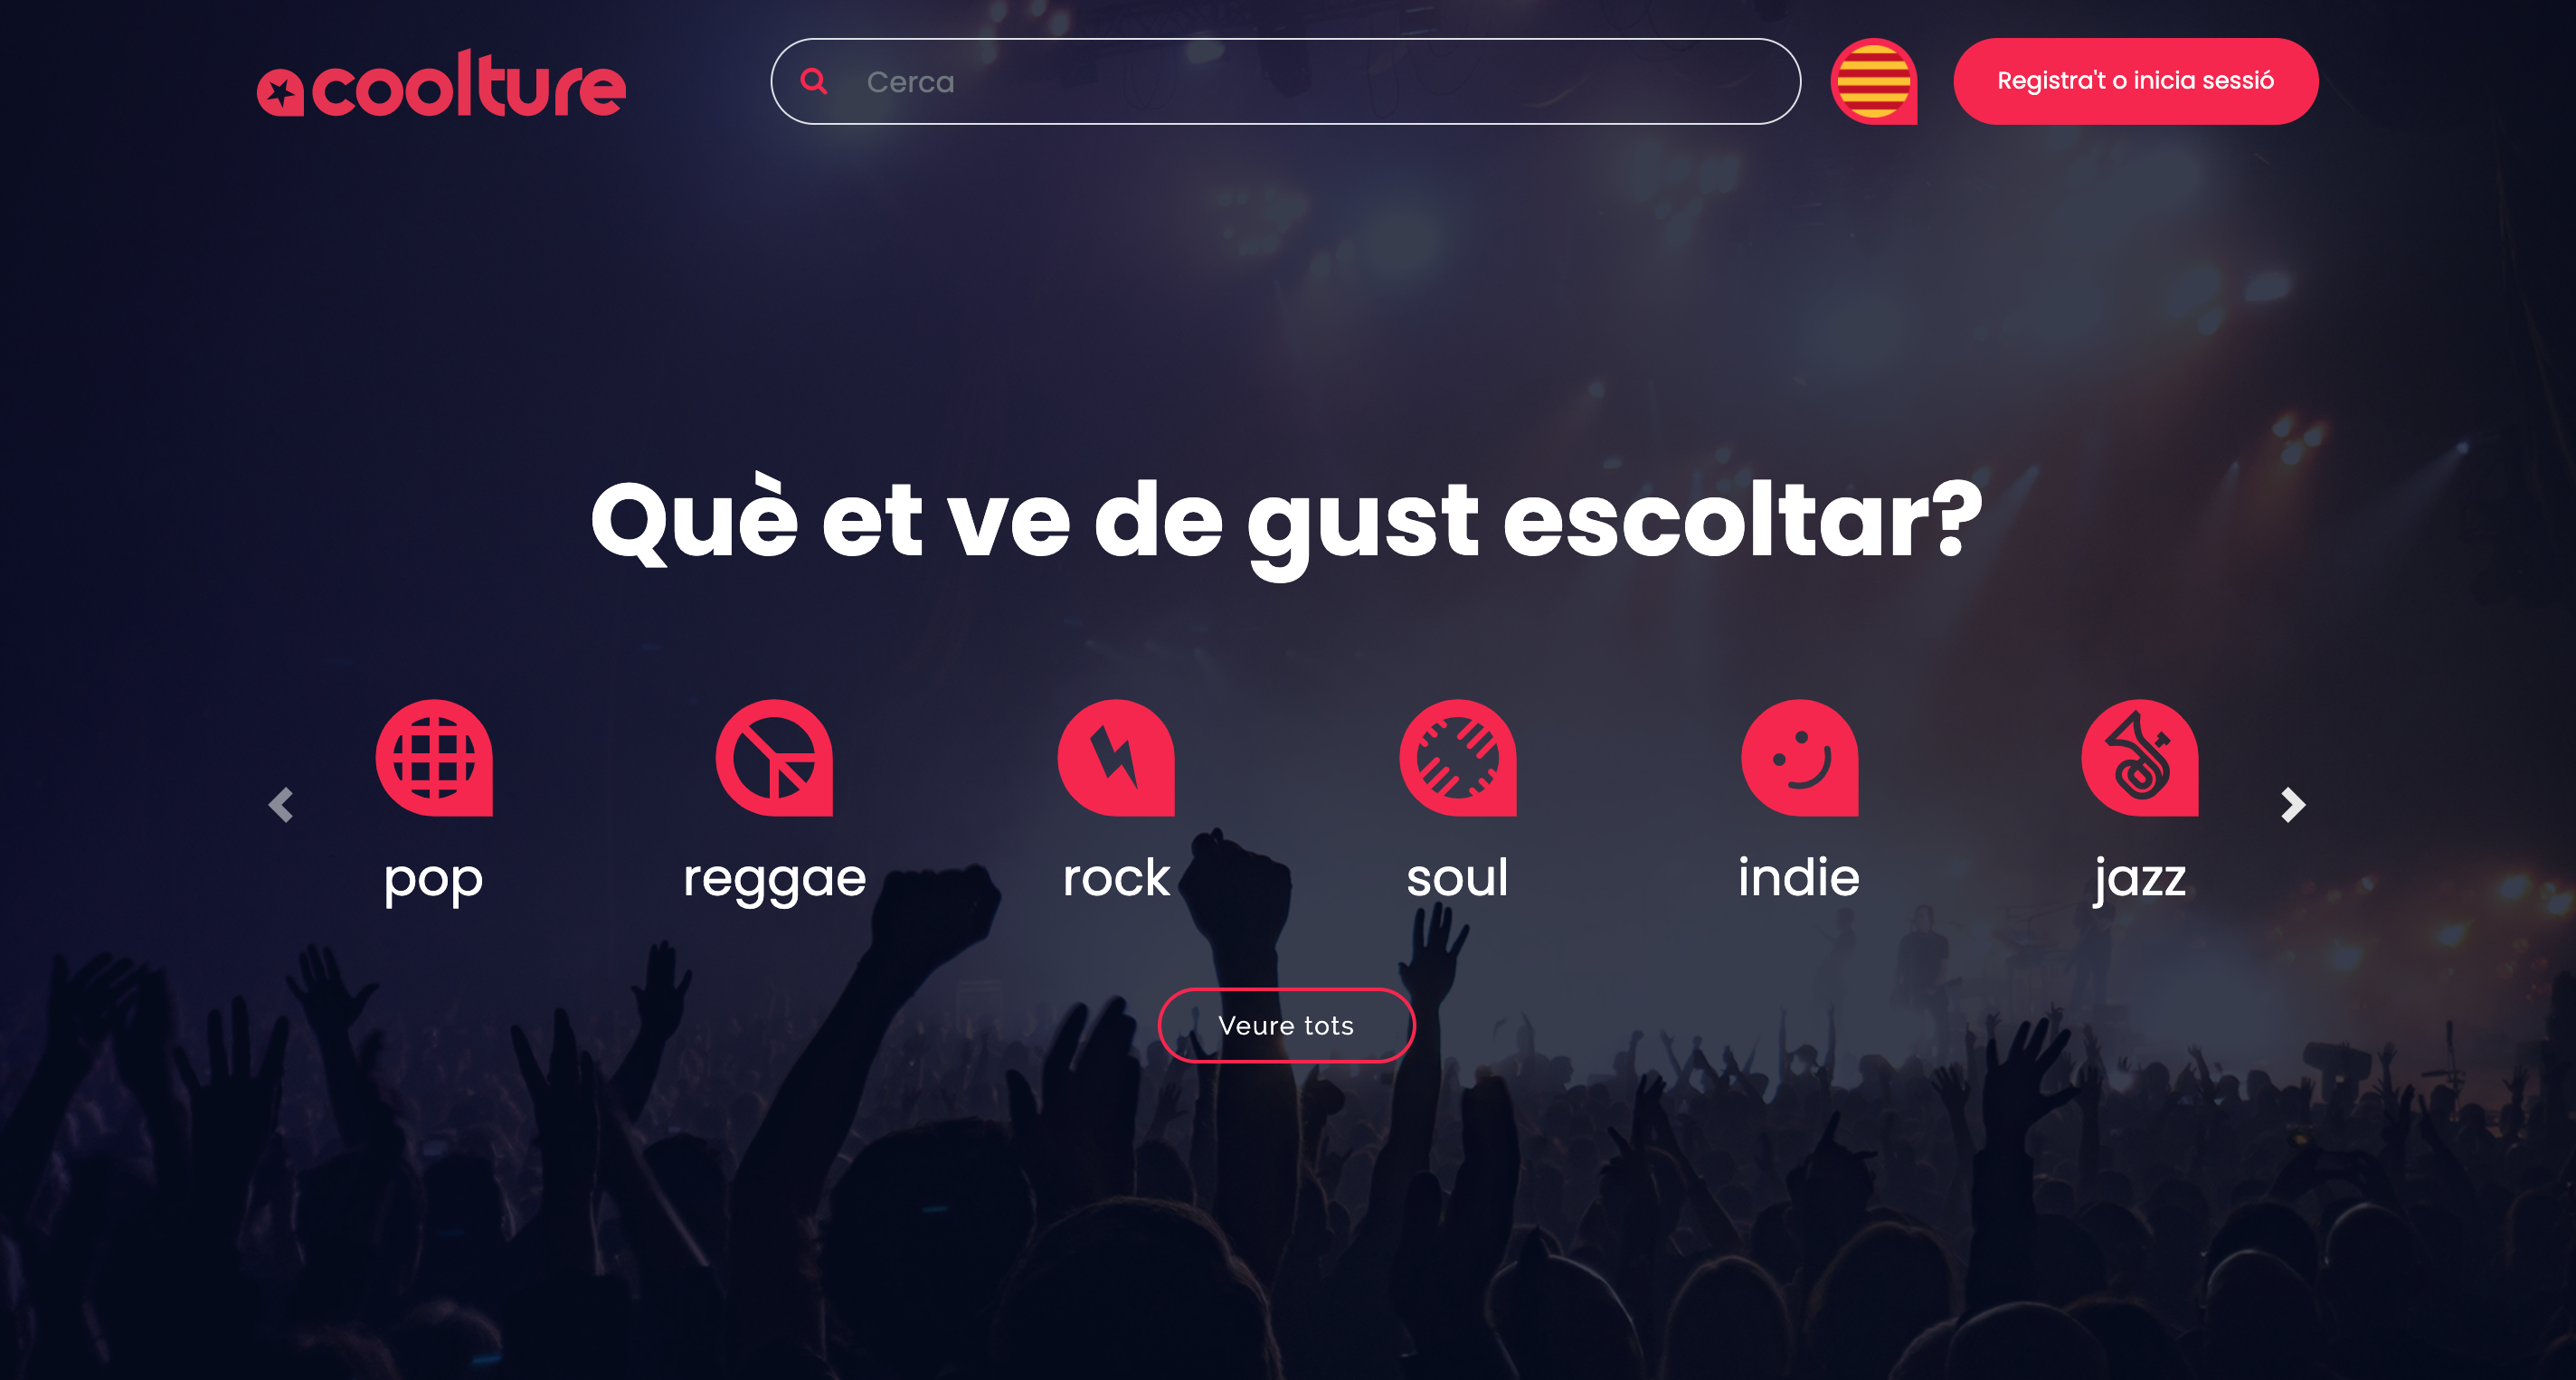 acoolture
Cerca
Registra't o inicia sessió
Què et ve de gust escoltar?
pop
reggae
rock
soul
indie
jazz
Veure tots